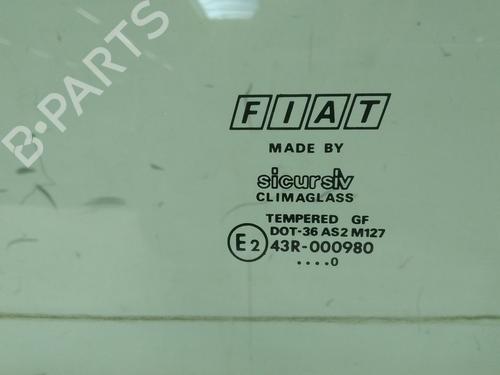 B-PARTS
FIAT
MADE BY
sicursiv
CLIMAGLASS
TEMPERED GF
DOT-36 AS2 M127
E2 43R-000980
....0